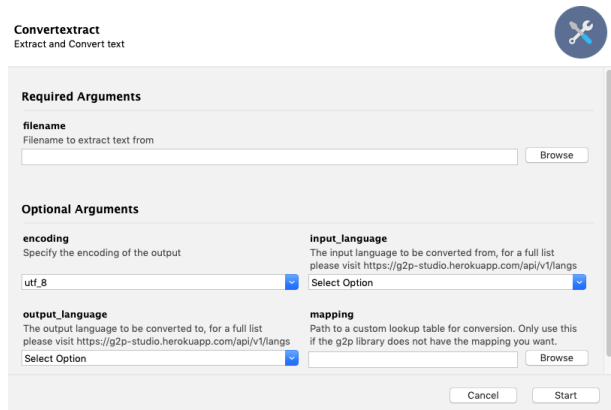 Convertextract
Extract and Convert text
Required Arguments
filename
Filename to extract text from
Browse
Optional Arguments
encoding
Specify the encoding of the output
utf_8
input_language
The input language to be converted from, for a full list
please visit https://g2p-studio.herokuapp.com/api/v1/langs
Select Option
output_language
The output language to be converted to, for a full list
please visit https://g2p-studio.herokuapp.com/api/v1/langs
Select Option
mapping
Path to a custom lookup table for conversion. Only use this
if the g2p library does not have the mapping you want.
Browse
Cancel
Start